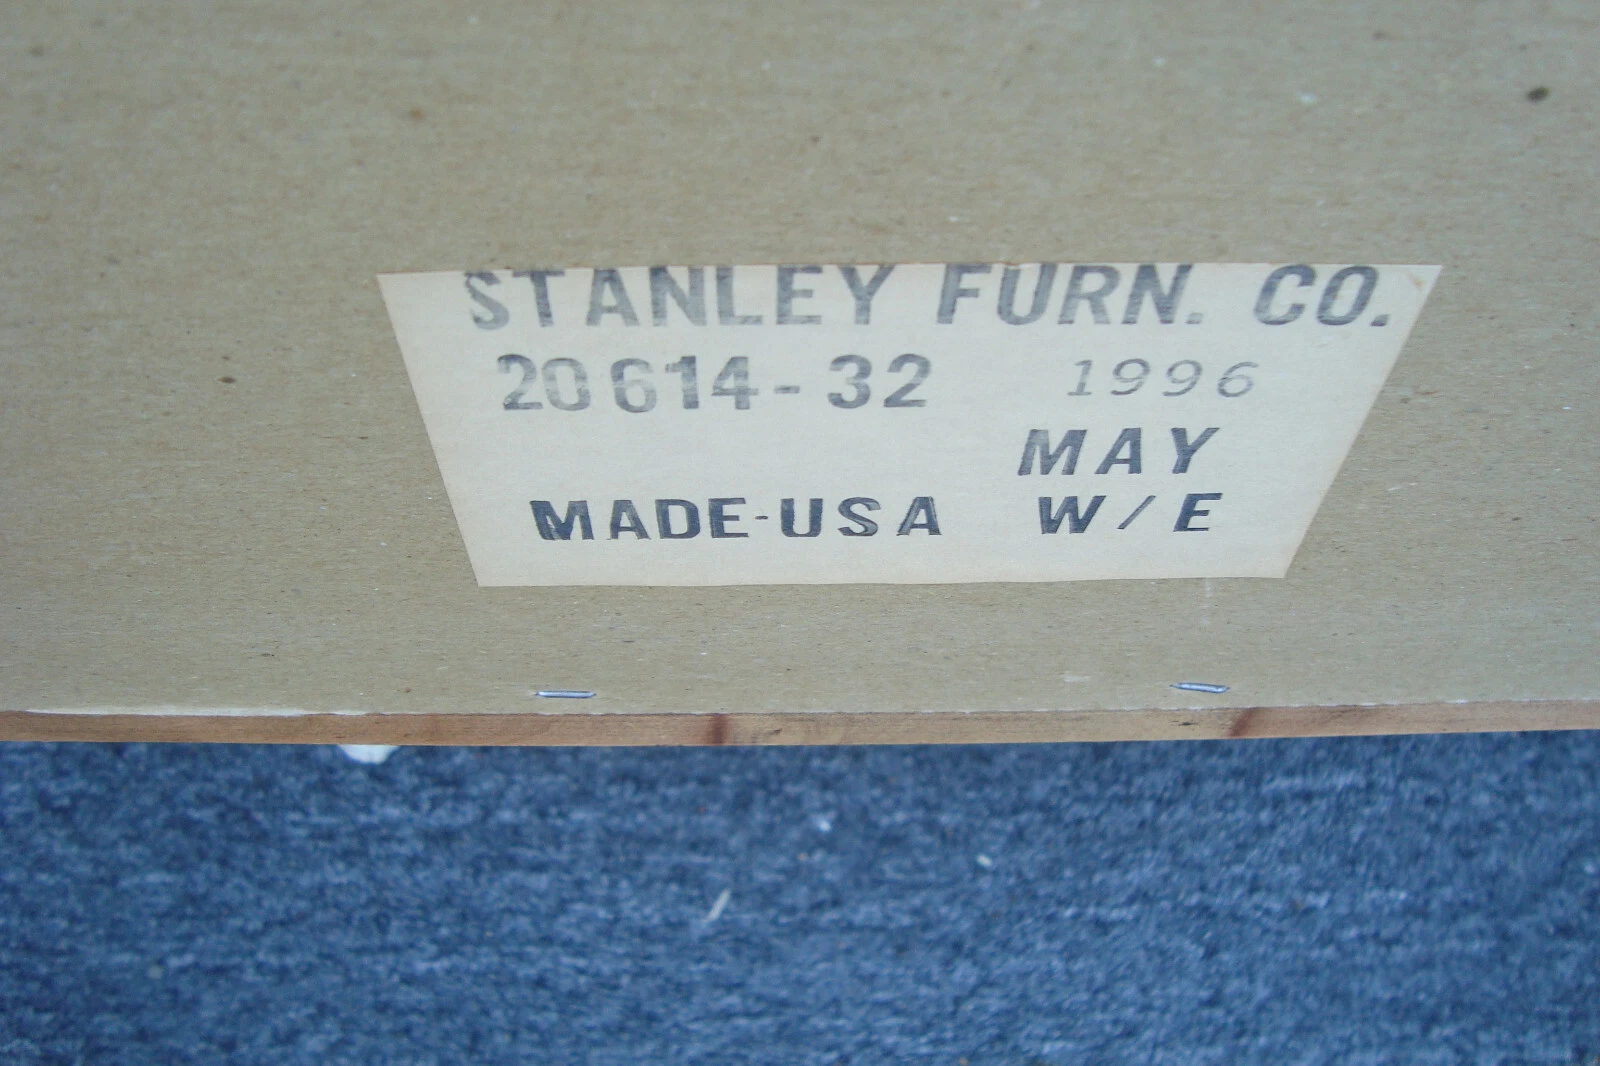 STANLEY FURN. CO.
20614-32 1996
MAY
MADE-USA W/E